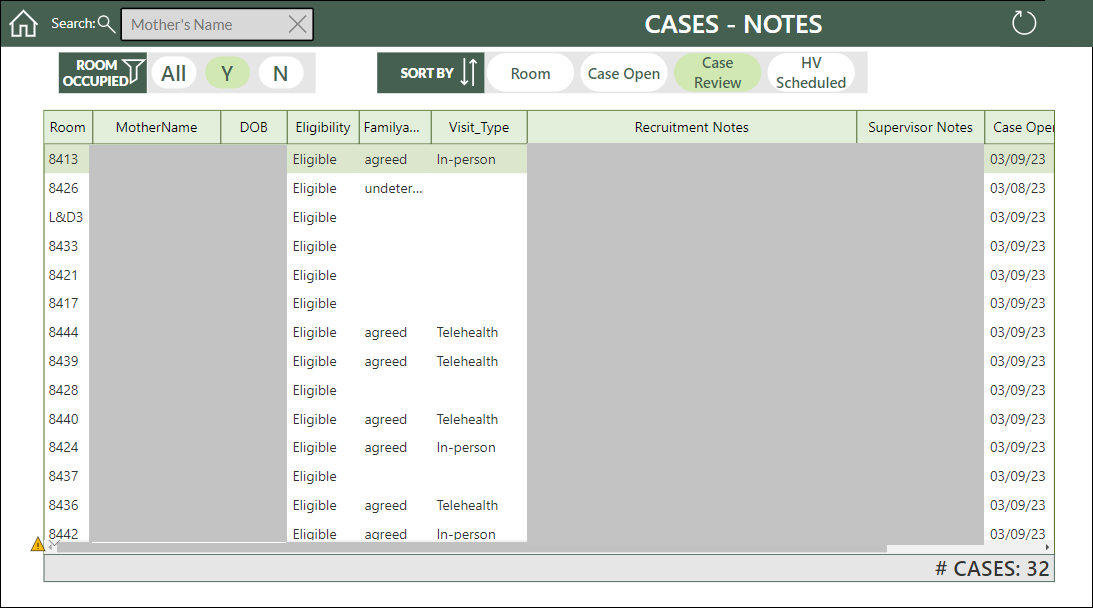 Search: Mother's Name CASES - NOTES
ROOM OCCUPIED All Y N SORT BY Room Case Open Case Review HV Scheduled
Room MotherName DOB Eligibility Familya... Visit_Type Recruitment Notes Supervisor Notes Case Open
8413 Eligible agreed In-person 03/09/23
8426 Eligible undeter... 03/08/23
L&D3 Eligible 03/09/23
8433 Eligible 03/09/23
8421 Eligible 03/09/23
8417 Eligible 03/09/23
8444 Eligible agreed Telehealth 03/09/23
8439 Eligible agreed Telehealth 03/09/23
8428 Eligible 03/09/23
8440 Eligible agreed Telehealth 03/09/23
8424 Eligible agreed In-person 03/09/23
8437 Eligible 03/09/23
8436 Eligible agreed Telehealth 03/09/23
8442 Eligible agreed In-person 03/09/23
# CASES: 32